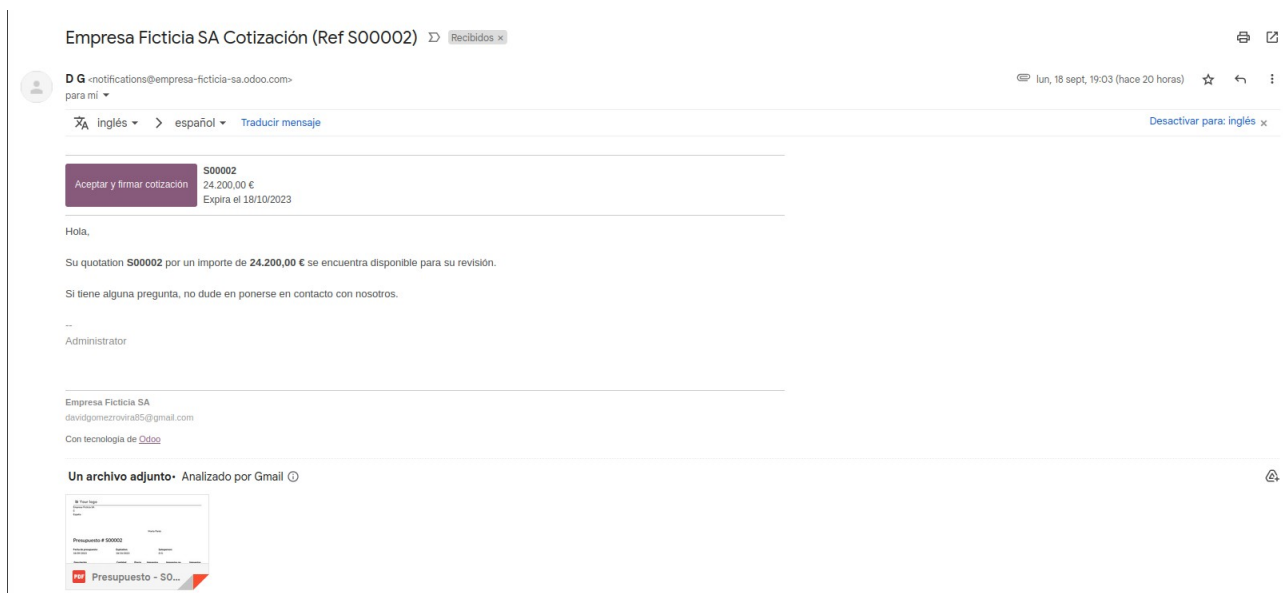 Empresa Ficticia SA Cotización (Ref S00002) Recibidos ×
D G <notifications@empresa-ficticia-sa.odoo.com> lun, 18 sept, 19:03 (hace 20 horas)
para mí
inglés > español Traducir mensaje Desactivar para: inglés ×
Aceptar y firmar cotización
S00002
24.200,00 €
Expira el 18/10/2023
Hola,
Su quotation S00002 por un importe de 24.200,00 € se encuentra disponible para su revisión.
Si tiene alguna pregunta, no dude en ponerse en contacto con nosotros.
--
Administrator
Empresa Ficticia SA
davidgomezrovira85@gmail.com
Con tecnología de Odoo
Un archivo adjunto• Analizado por Gmail
Presupuesto # S00002
PDF Presupuesto - S0...